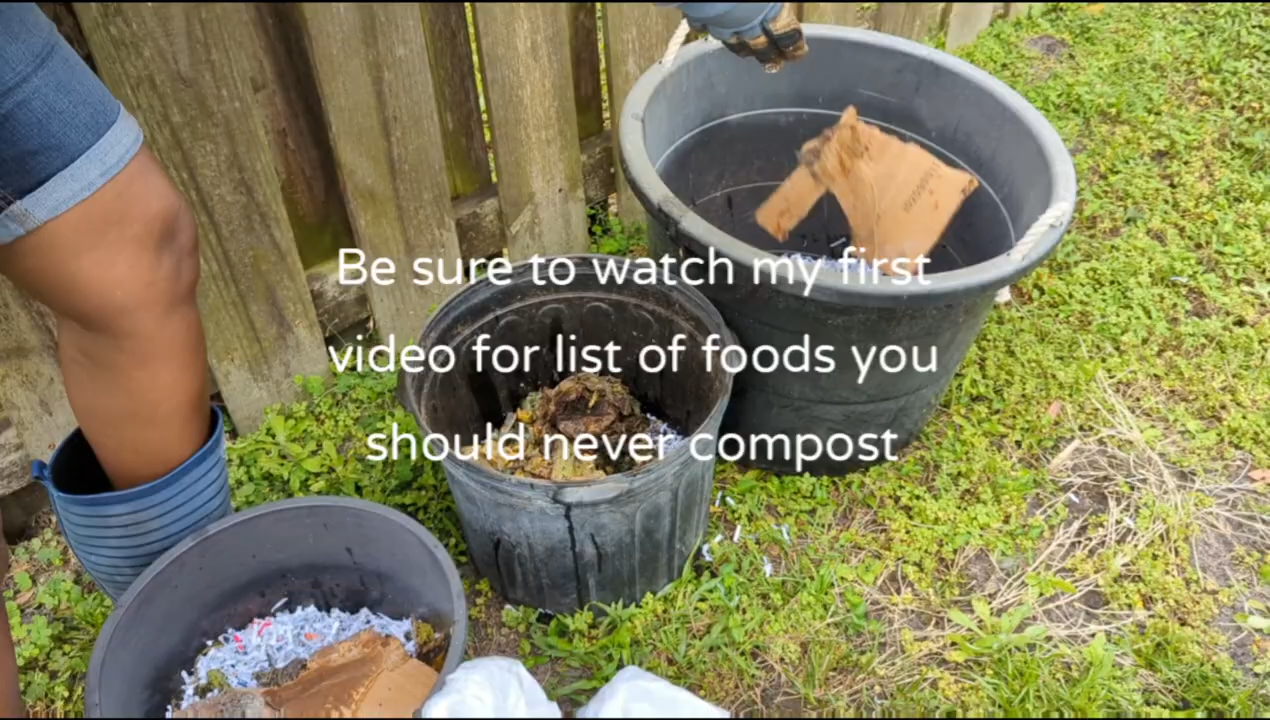 Be sure to watch my first
video for list of foods you
should never compost